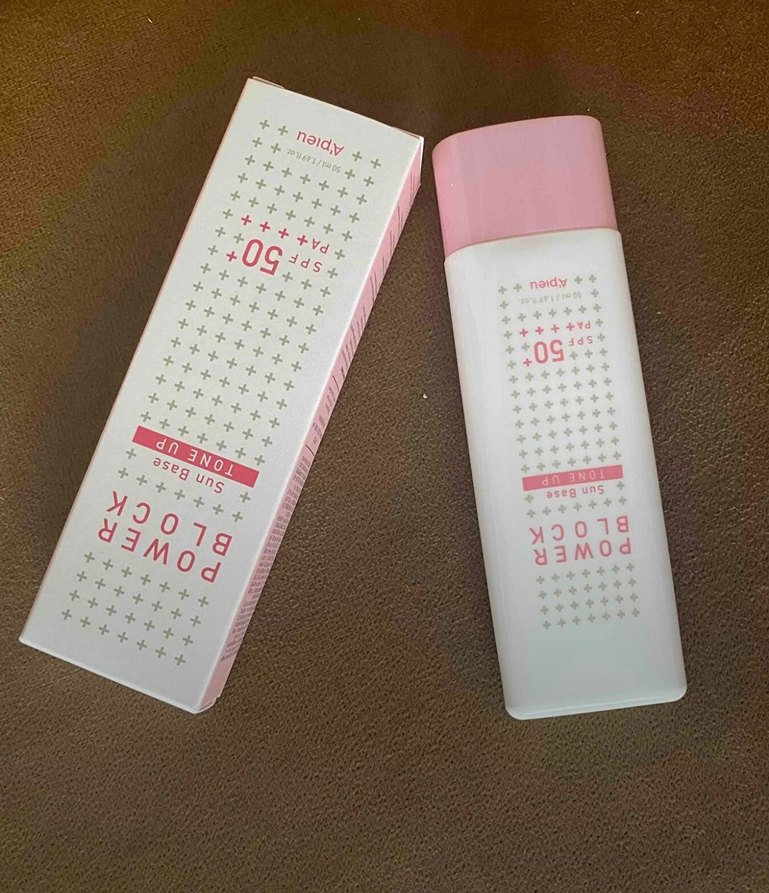 POWER
BLOCK
Sun Base
TONE UP
SPF 50+
PA++++
50 ml / 1.69 fl.oz.
A'pieu
POWER
BLOCK
Sun Base
TONE UP
SPF 50+
PA++++
50 ml / 1.69 fl.oz.
A'pieu